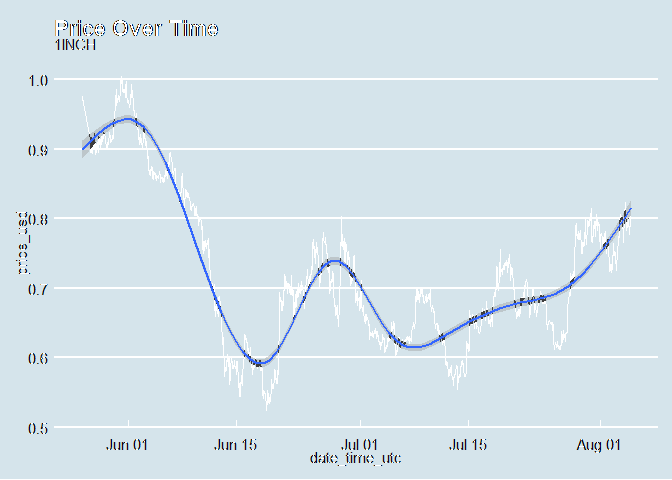 Price Over Time
1INCH
1.0
0.9
0.8
0.7
0.6
0.5
price_usd
Jun 01
Jun 15
Jul 01
Jul 15
Aug 01
date_time_utc